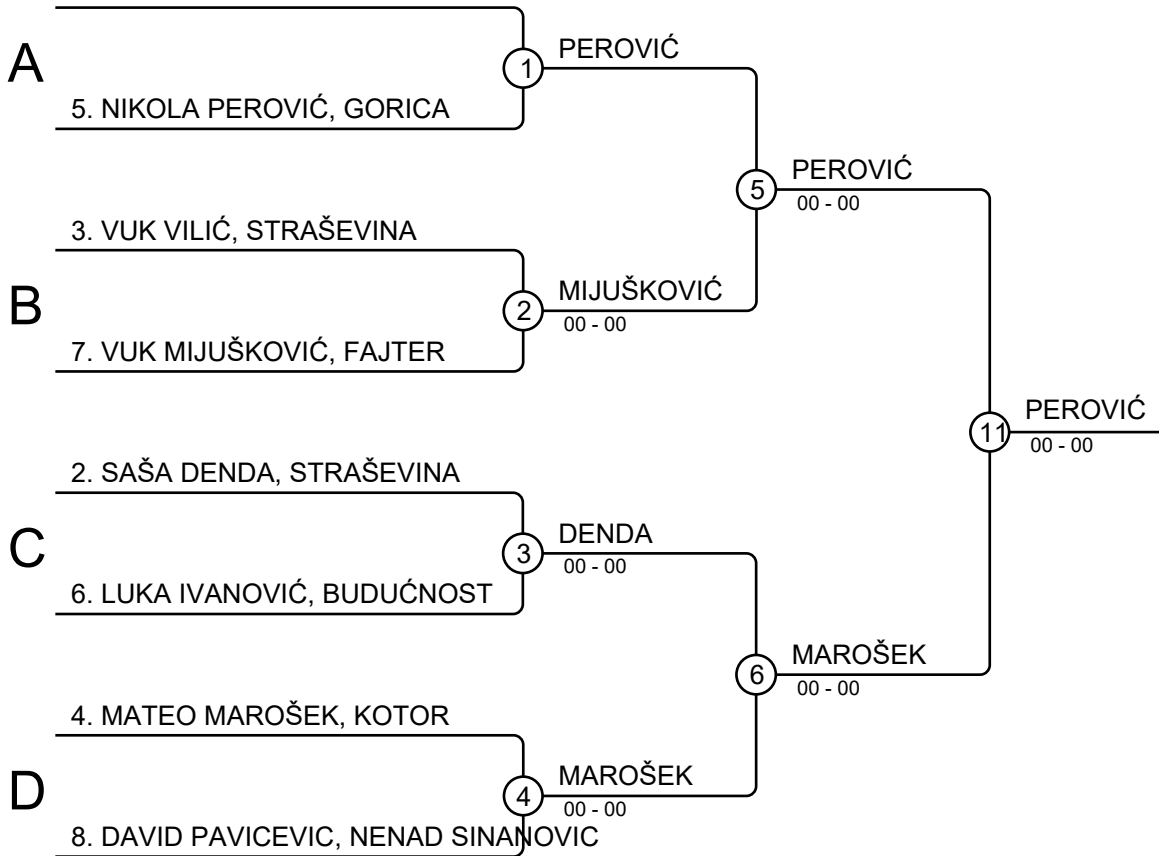 PEROVIĆ
A
1
5. NIKOLA PEROVIĆ, GORICA
PEROVIĆ
5
00 - 00
3. VUK VILIĆ, STRAŠEVINA
MIJUŠKOVIĆ
B
2
00 - 00
7. VUK MIJUŠKOVIĆ, FAJTER
PEROVIĆ
11
00 - 00
2. SAŠA DENDA, STRAŠEVINA
DENDA
C
3
00 - 00
6. LUKA IVANOVIĆ, BUDUĆNOST
MAROŠEK
6
00 - 00
4. MATEO MAROŠEK, KOTOR
MAROŠEK
D
4
00 - 00
8. DAVID PAVICEVIC, NENAD SINANOVIC